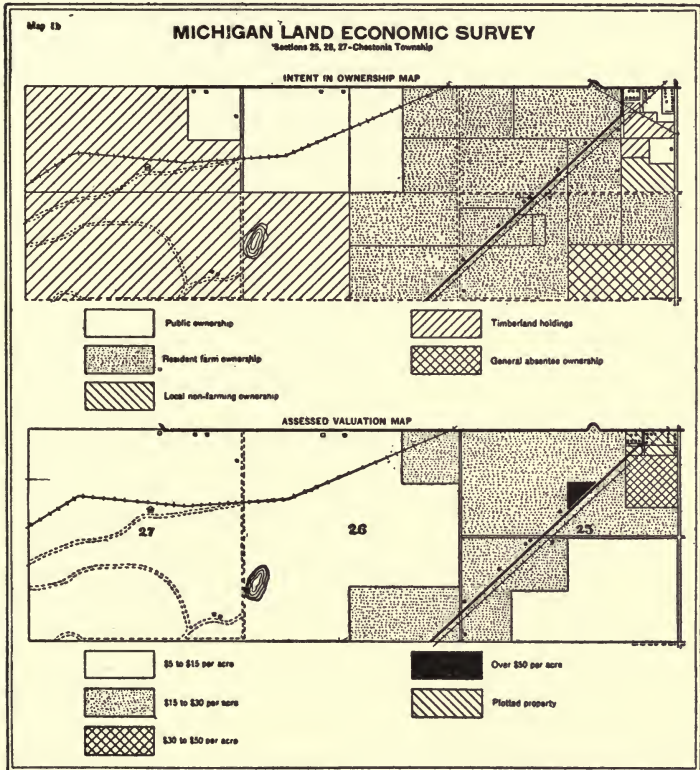 Map 1b
MICHIGAN LAND ECONOMIC SURVEY
Sections 25, 26, 27-Chestonia Township
INTENT IN OWNERSHIP MAP
Public ownership
Timberland holdings
Resident farm ownership
General absentee ownership
Local non-farming ownership
ASSESSED VALUATION MAP
27
26
25
$5 to $15 per acre
Over $50 per acre
$15 to $30 per acre
Plotted property
$30 to $50 per acre